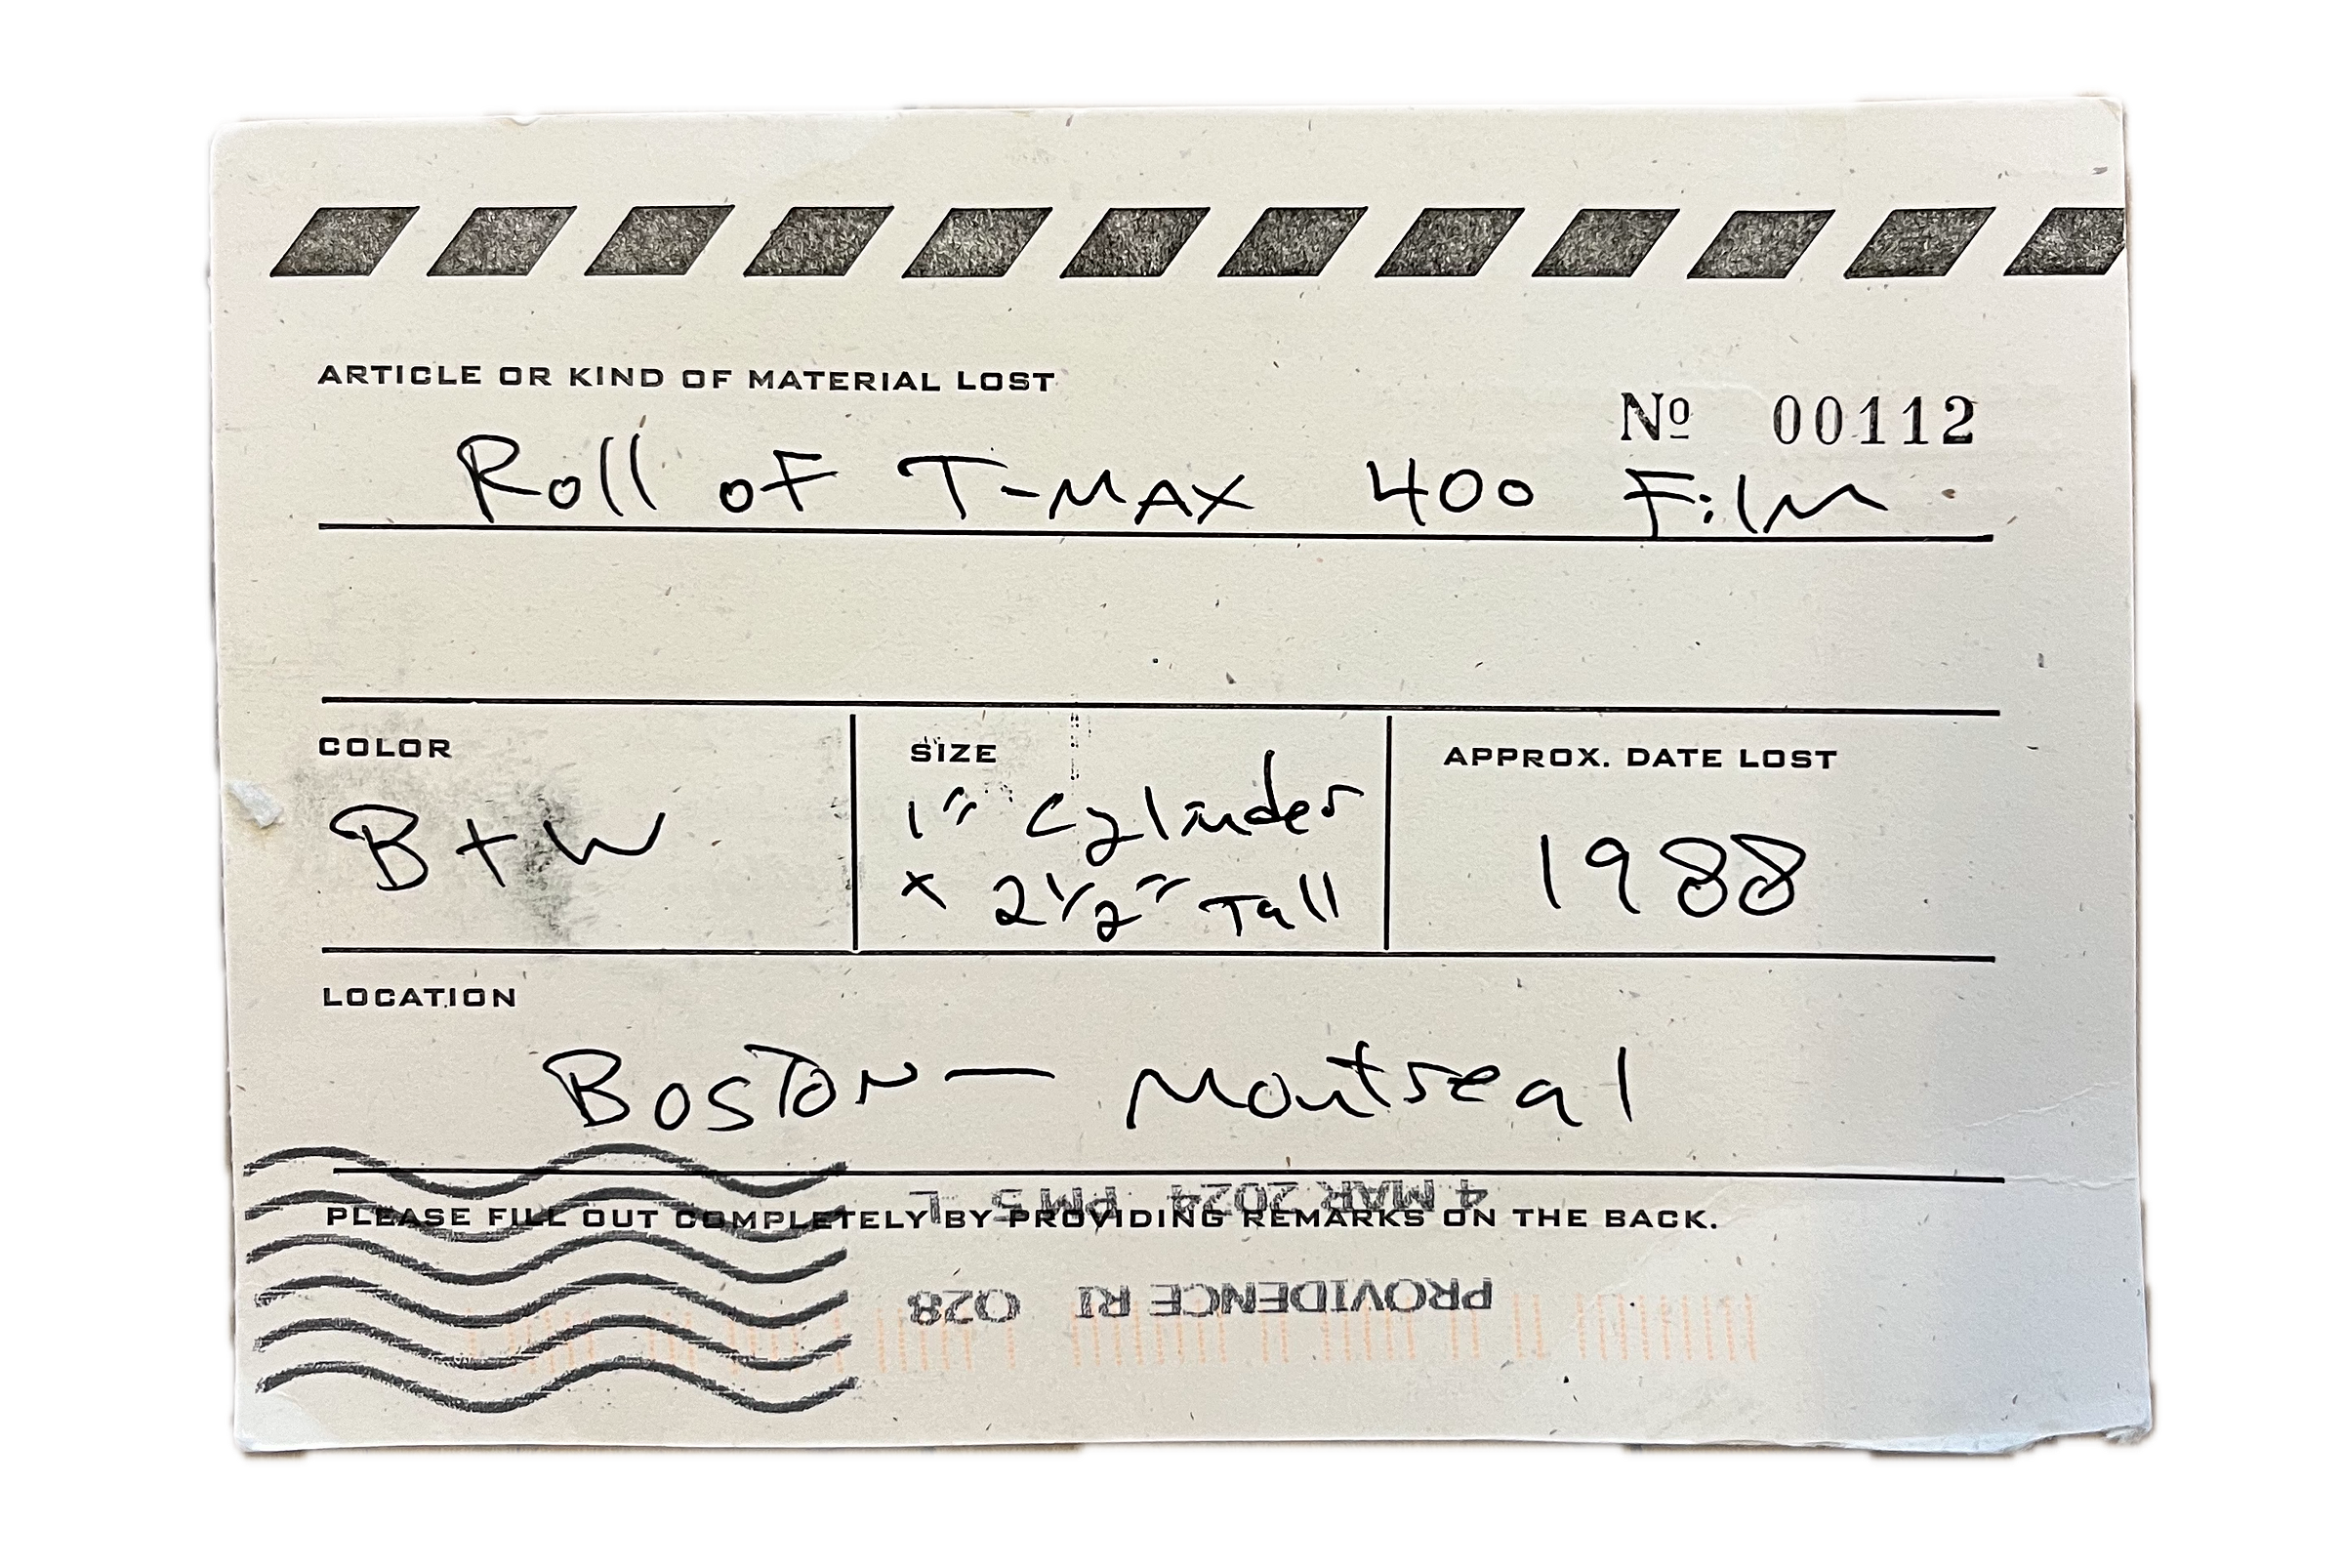 ARTICLE OR KIND OF MATERIAL LOST
Nº 00112
Roll of T-MAX 400 Film
COLOR
B+W
SIZE
1" Cylinder
x 2 1/2" Tall
APPROX. DATE LOST
1988
LOCATION
Boston — Montreal
PLEASE FILL OUT COMPLETELY BY PROVIDING REMARKS ON THE BACK.
PROVIDENCE RI 028
4 MAR 2024 PM 5 L